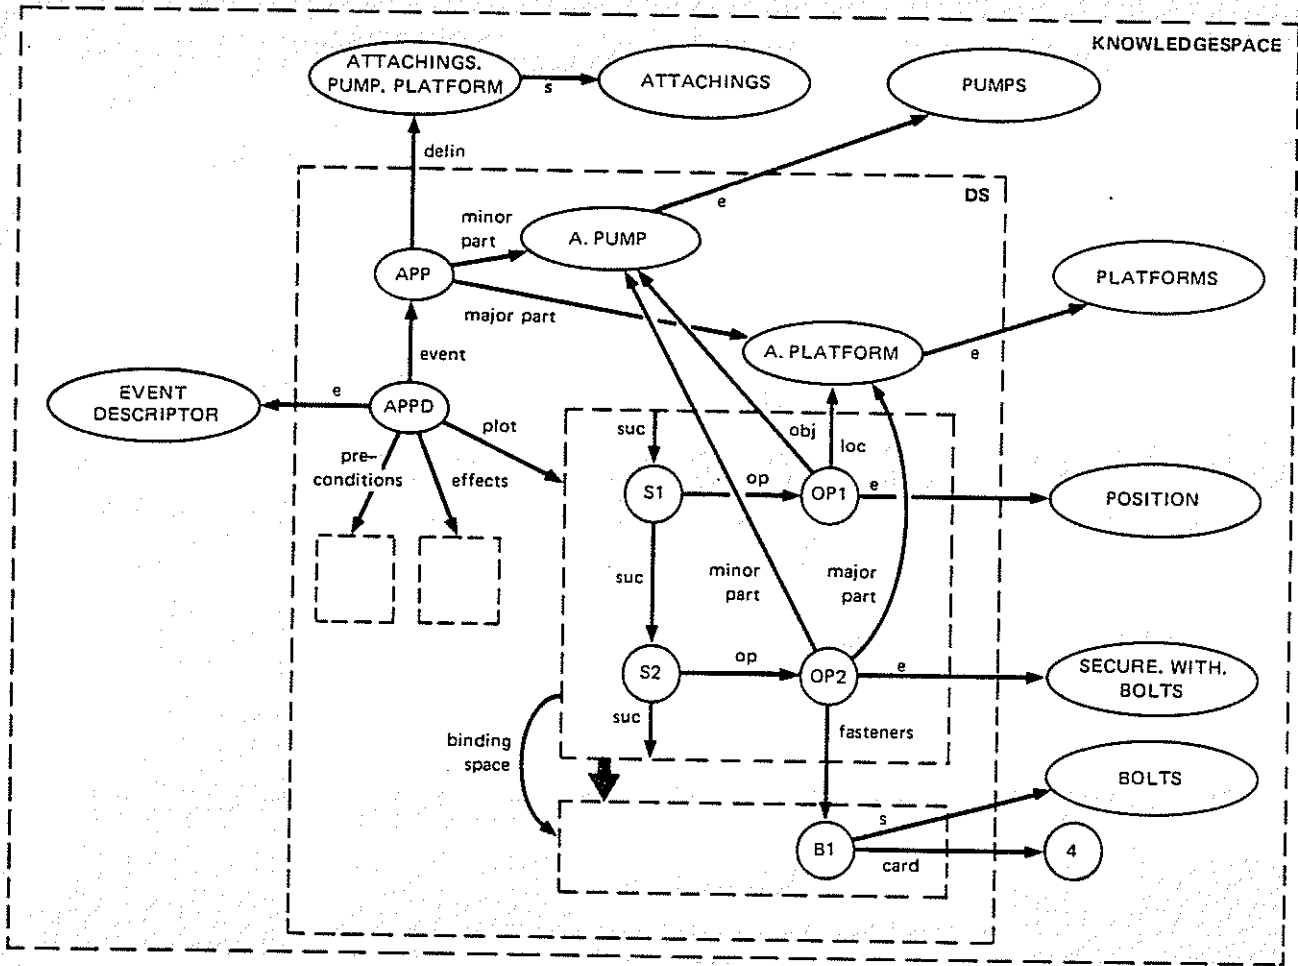 KNOWLEDGESPACE
ATTACHINGS.
PUMP. PLATFORM
s
ATTACHINGS
PUMPS
delin
DS
e
minor
part
A. PUMP
APP
PLATFORMS
major part
A. PLATFORM
e
event
EVENT
DESCRIPTOR
e
APPD
plot
suc
obj
loc
pre-
conditions
effects
S1
op
OP1
e
POSITION
suc
minor
part
major
part
S2
op
OP2
e
SECURE. WITH.
BOLTS
suc
binding
space
fasteners
BOLTS
s
B1
card
4